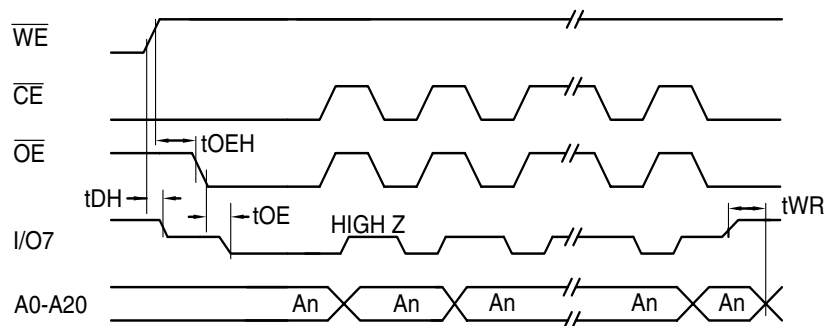 WE
CE
OE
tOEH
tDH
tOE
tWR
I/O7
HIGH Z
A0-A20
An An An An An